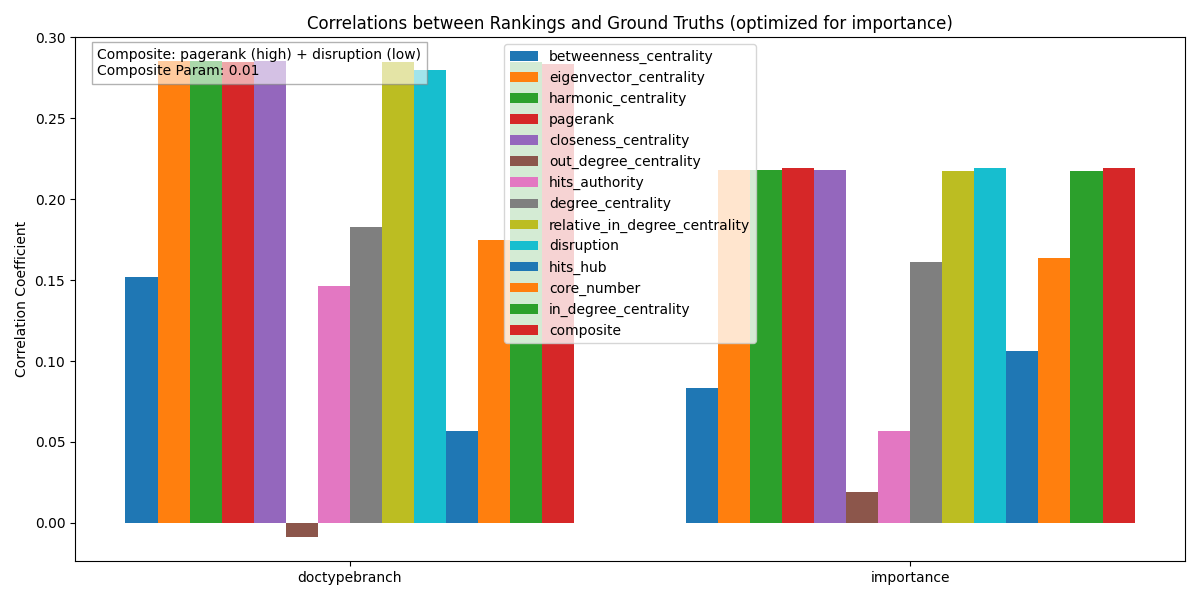 Correlations between Rankings and Ground Truths (optimized for importance)
Composite: pagerank (high) + disruption (low)
Composite Param: 0.01
betweenness_centrality
eigenvector_centrality
harmonic_centrality
pagerank
closeness_centrality
out_degree_centrality
hits_authority
degree_centrality
relative_in_degree_centrality
disruption
hits_hub
core_number
in_degree_centrality
composite
Correlation Coefficient
0.30
0.25
0.20
0.15
0.10
0.05
0.00
doctypebranch
importance